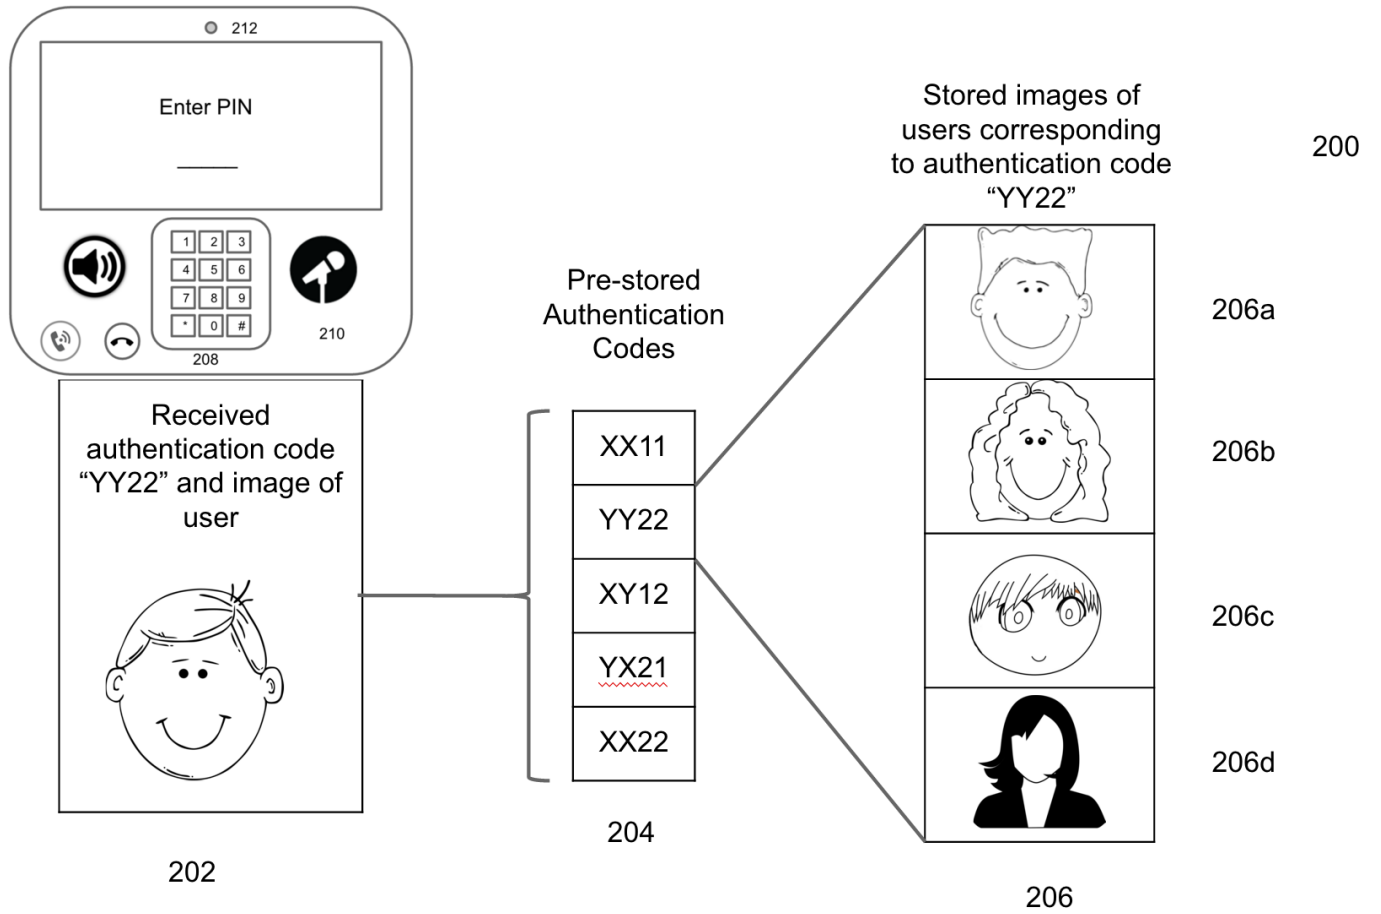 212
Enter PIN
1 2 3
4 5 6
7 8 9
* 0 #
208
210
Received
authentication code
“YY22” and image of
user
202
Pre-stored
Authentication
Codes
XX11
YY22
XY12
YX21
XX22
204
Stored images of
users corresponding
to authentication code
“YY22”
206a
206b
206c
206d
206
200